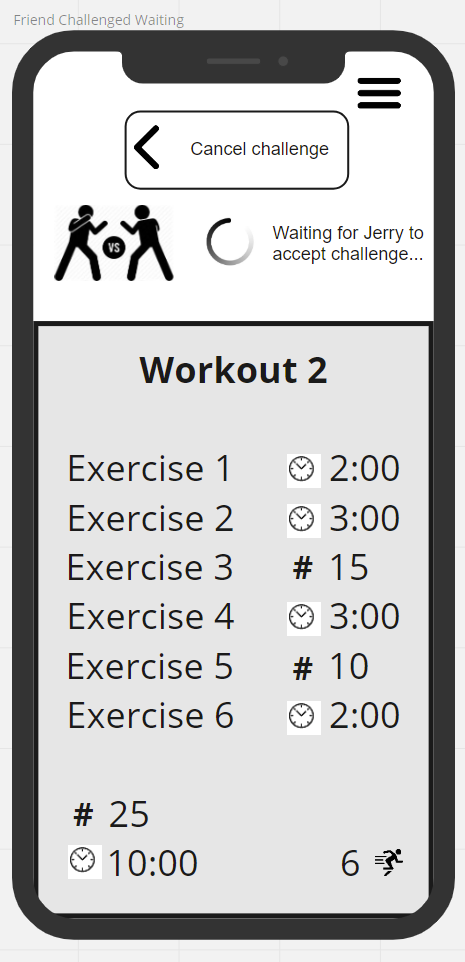 Friend Challenged Waiting
Cancel challenge
VS
Waiting for Jerry to
accept challenge...
Workout 2
Exercise 1 2:00
Exercise 2 3:00
Exercise 3 # 15
Exercise 4 3:00
Exercise 5 # 10
Exercise 6 2:00
# 25
10:00 6